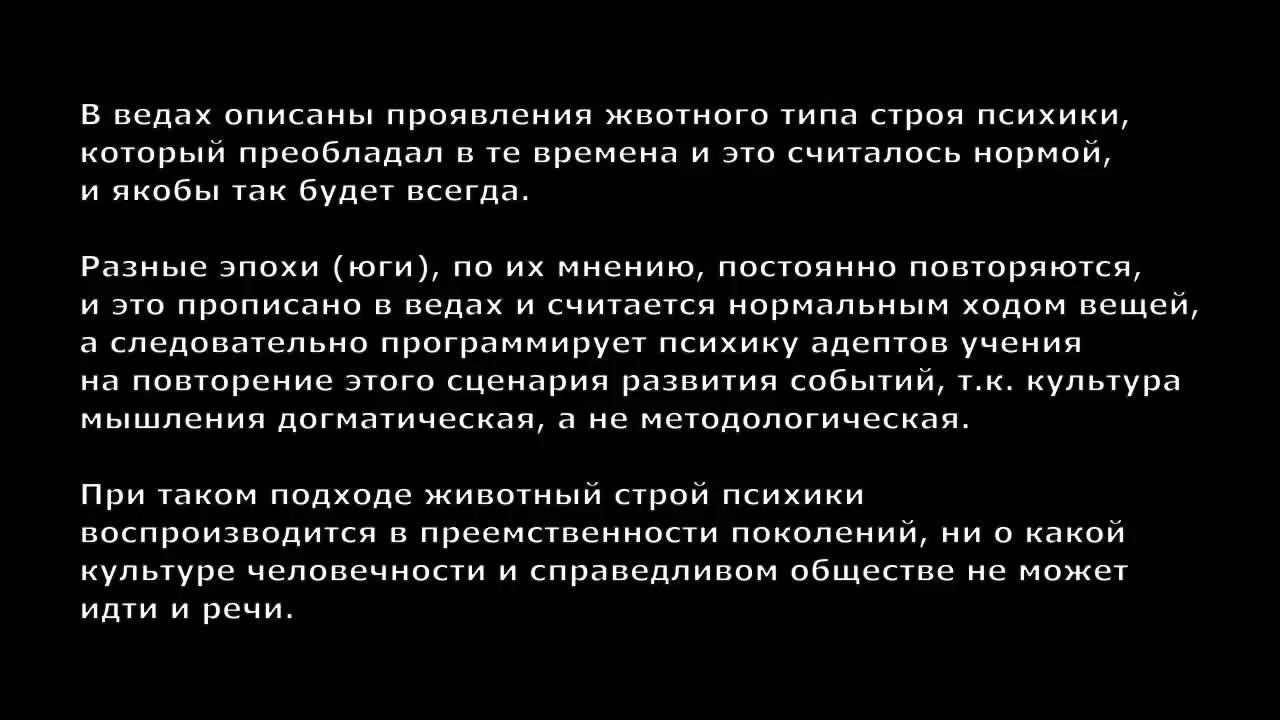 В ведах описаны проявления жвотного типа строя психики,
который преобладал в те времена и это считалось нормой,
и якобы так будет всегда.
Разные эпохи (юги), по их мнению, постоянно повторяются,
и это прописано в ведах и считается нормальным ходом вещей,
а следовательно программирует психику адептов учения
на повторение этого сценария развития событий, т.к. культура
мышления догматическая, а не методологическая.
При таком подходе животный строй психики
воспроизводится в преемственности поколений, ни о какой
культуре человечности и справедливом обществе не может
идти и речи.